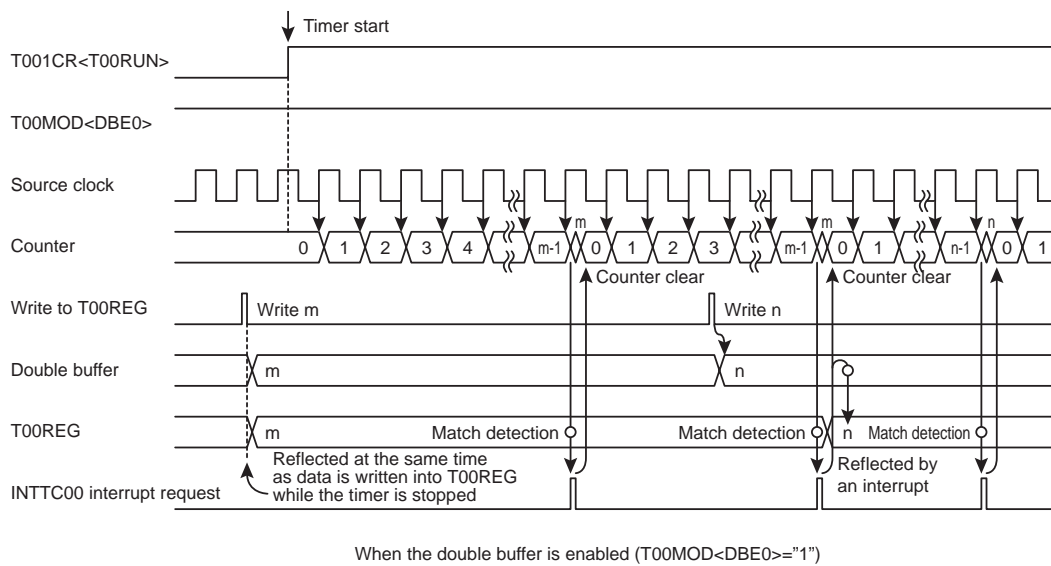 Timer start
T001CR<T00RUN>
T00MOD<DBE0>
Source clock
m m n
Counter 0 1 2 3 4 m-1 0 1 2 3 m-1 0 1 n-1 0 1
Counter clear Counter clear
Write to T00REG Write m Write n
Double buffer m n
T00REG m Match detection Match detection n Match detection
Reflected at the same time
as data is written into T00REG
while the timer is stopped
Reflected by
an interrupt
INTTC00 interrupt request
When the double buffer is enabled (T00MOD<DBE0>=”1”)